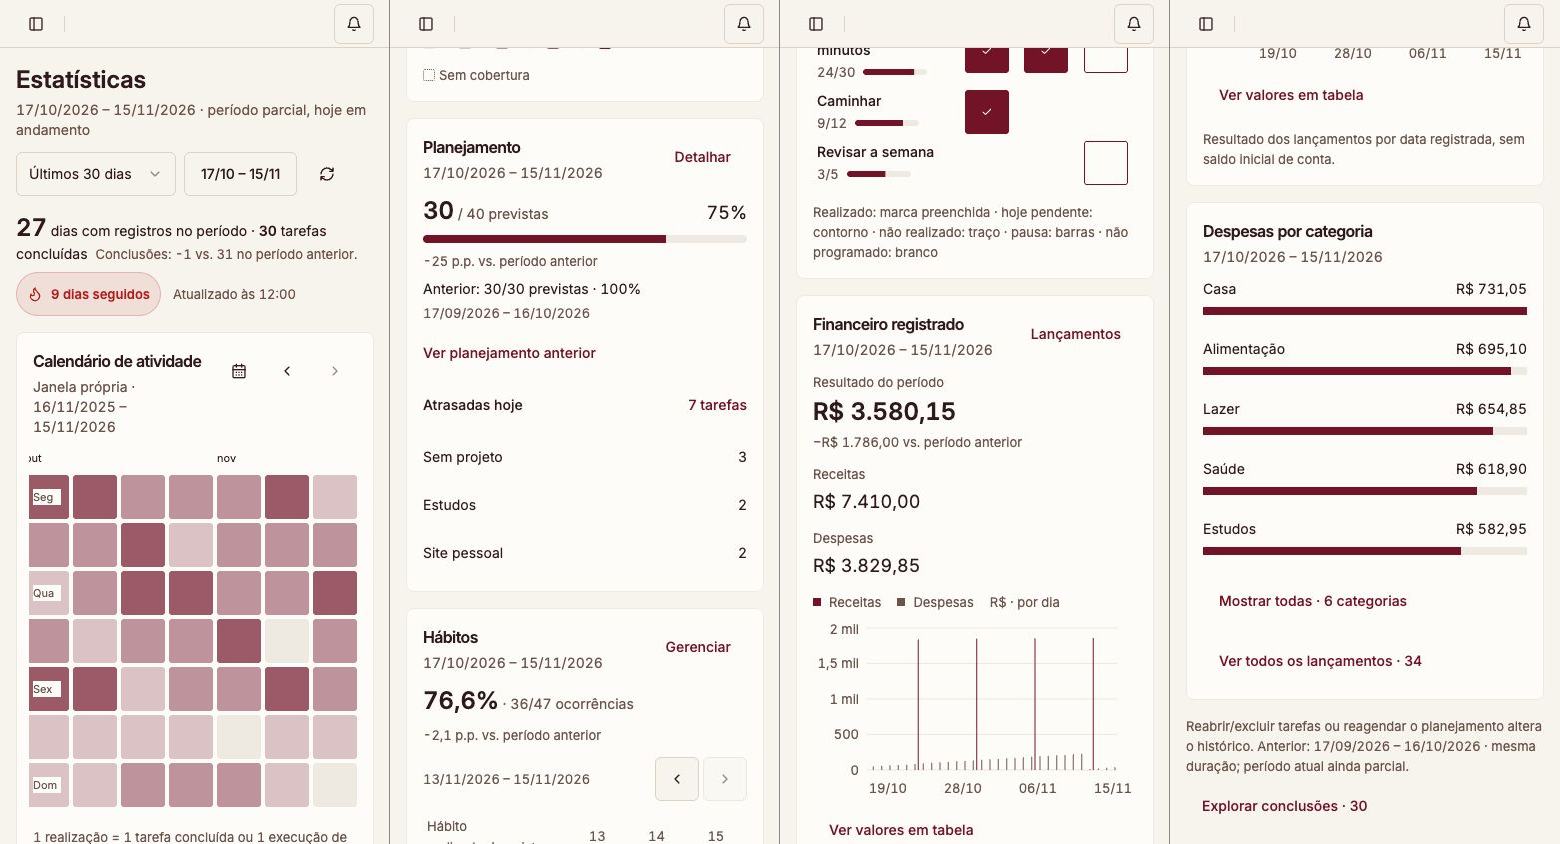 Estatísticas
17/10/2026 – 15/11/2026 · período parcial, hoje em
andamento
Últimos 30 dias
17/10 – 15/11
27 dias com registros no período · 30 tarefas
concluídas Conclusões: -1 vs. 31 no período anterior.
9 dias seguidos
Atualizado às 12:00
Calendário de atividade
Janela própria ·
16/11/2025 –
15/11/2026
out nov
Seg
Qua
Sex
Dom
1 realização = 1 tarefa concluída ou 1 execução de
Sem cobertura
Planejamento
Detalhar
17/10/2026 – 15/11/2026
30 / 40 previstas 75%
-25 p.p. vs. período anterior
Anterior: 30/30 previstas · 100%
17/09/2026 – 16/10/2026
Ver planejamento anterior
Atrasadas hoje 7 tarefas
Sem projeto 3
Estudos 2
Site pessoal 2
Hábitos
Gerenciar
17/10/2026 – 15/11/2026
76,6% · 36/47 ocorrências
-2,1 p.p. vs. período anterior
13/11/2026 – 15/11/2026
Hábito 13 14 15
minutos
24/30
Caminhar
9/12
Revisar a semana
3/5
Realizado: marca preenchida · hoje pendente:
contorno · não realizado: traço · pausa: barras · não
programado: branco
Financeiro registrado
Lançamentos
17/10/2026 – 15/11/2026
Resultado do período
R$ 3.580,15
−R$ 1.786,00 vs. período anterior
Receitas
R$ 7.410,00
Despesas
R$ 3.829,85
Receitas Despesas R$ · por dia
2 mil
1,5 mil
1 mil
500
0
19/10 28/10 06/11 15/11
Ver valores em tabela
19/10 28/10 06/11 15/11
Ver valores em tabela
Resultado dos lançamentos por data registrada, sem
saldo inicial de conta.
Despesas por categoria
17/10/2026 – 15/11/2026
Casa R$ 731,05
Alimentação R$ 695,10
Lazer R$ 654,85
Saúde R$ 618,90
Estudos R$ 582,95
Mostrar todas · 6 categorias
Ver todos os lançamentos · 34
Reabrir/excluir tarefas ou reagendar o planejamento altera
o histórico. Anterior: 17/09/2026 – 16/10/2026 · mesma
duração; período atual ainda parcial.
Explorar conclusões · 30